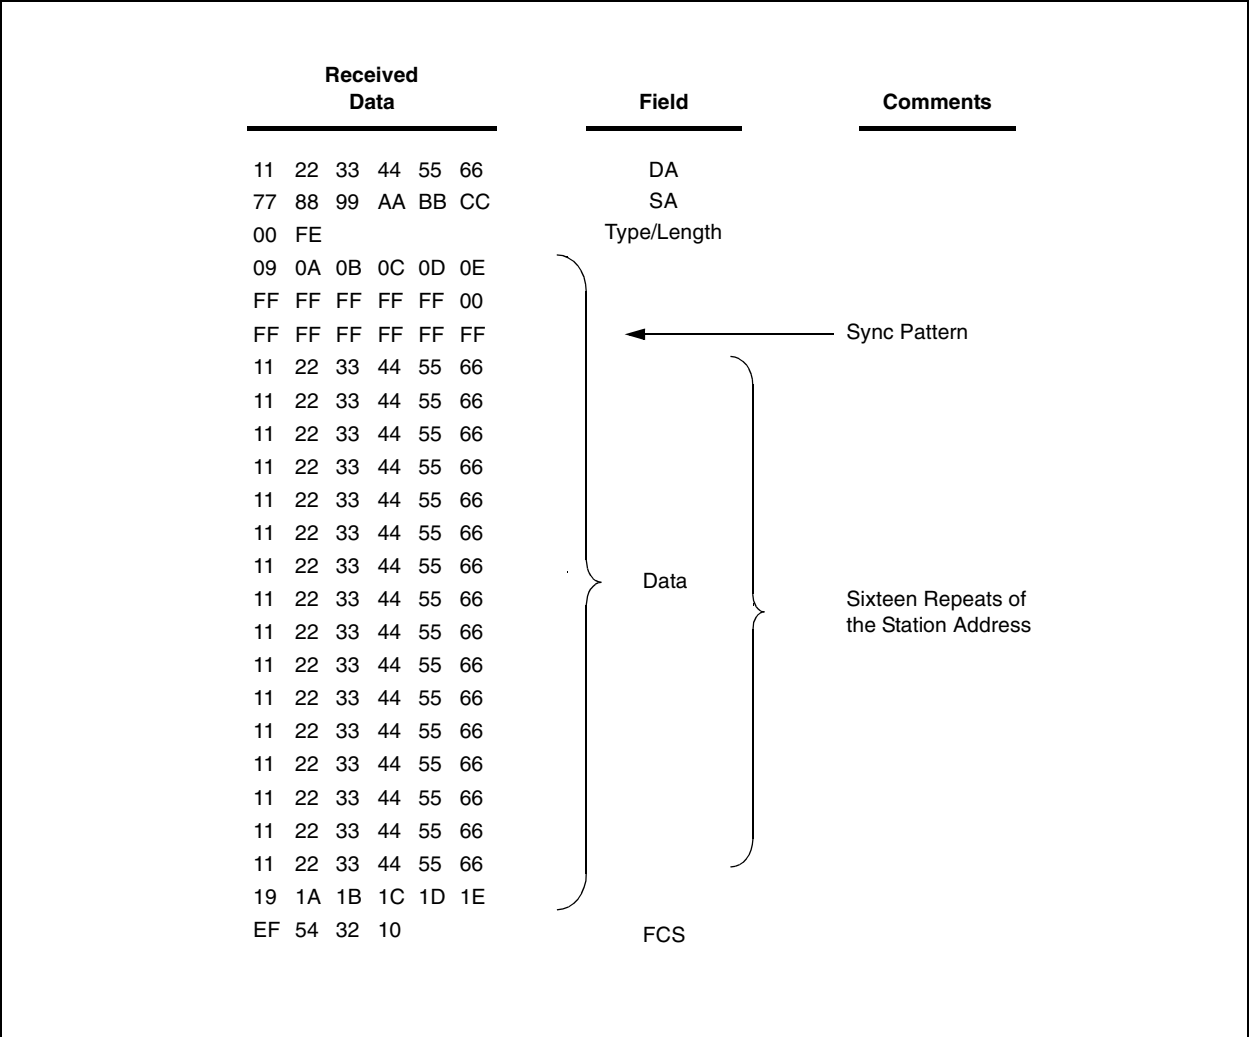 Received
Data Field Comments
11 22 33 44 55 66 DA
77 88 99 AA BB CC SA
00 FE Type/Length
09 0A 0B 0C 0D 0E
FF FF FF FF FF 00
FF FF FF FF FF FF Sync Pattern
11 22 33 44 55 66
11 22 33 44 55 66
11 22 33 44 55 66
11 22 33 44 55 66
11 22 33 44 55 66
11 22 33 44 55 66
11 22 33 44 55 66 Data
11 22 33 44 55 66 Sixteen Repeats of
11 22 33 44 55 66 the Station Address
11 22 33 44 55 66
11 22 33 44 55 66
11 22 33 44 55 66
11 22 33 44 55 66
11 22 33 44 55 66
11 22 33 44 55 66
11 22 33 44 55 66
19 1A 1B 1C 1D 1E
EF 54 32 10 FCS